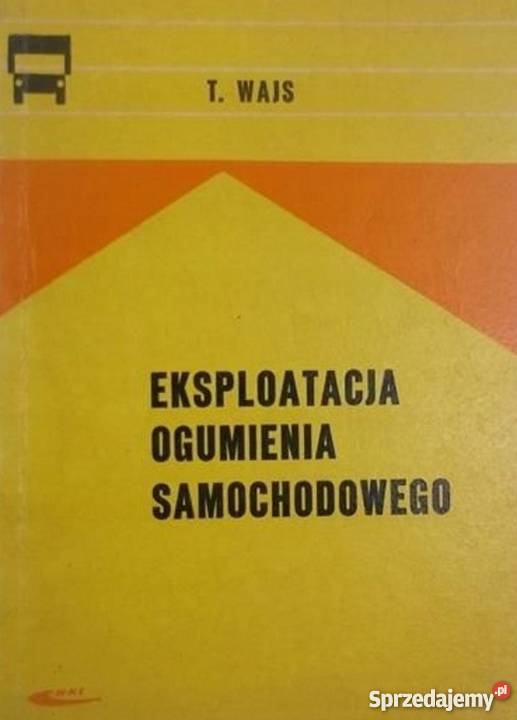 T. WAJS
EKSPLOATACJA
OGUMIENIA
SAMOCHODOWEGO
WKŁ
Sprzedajemy.pl